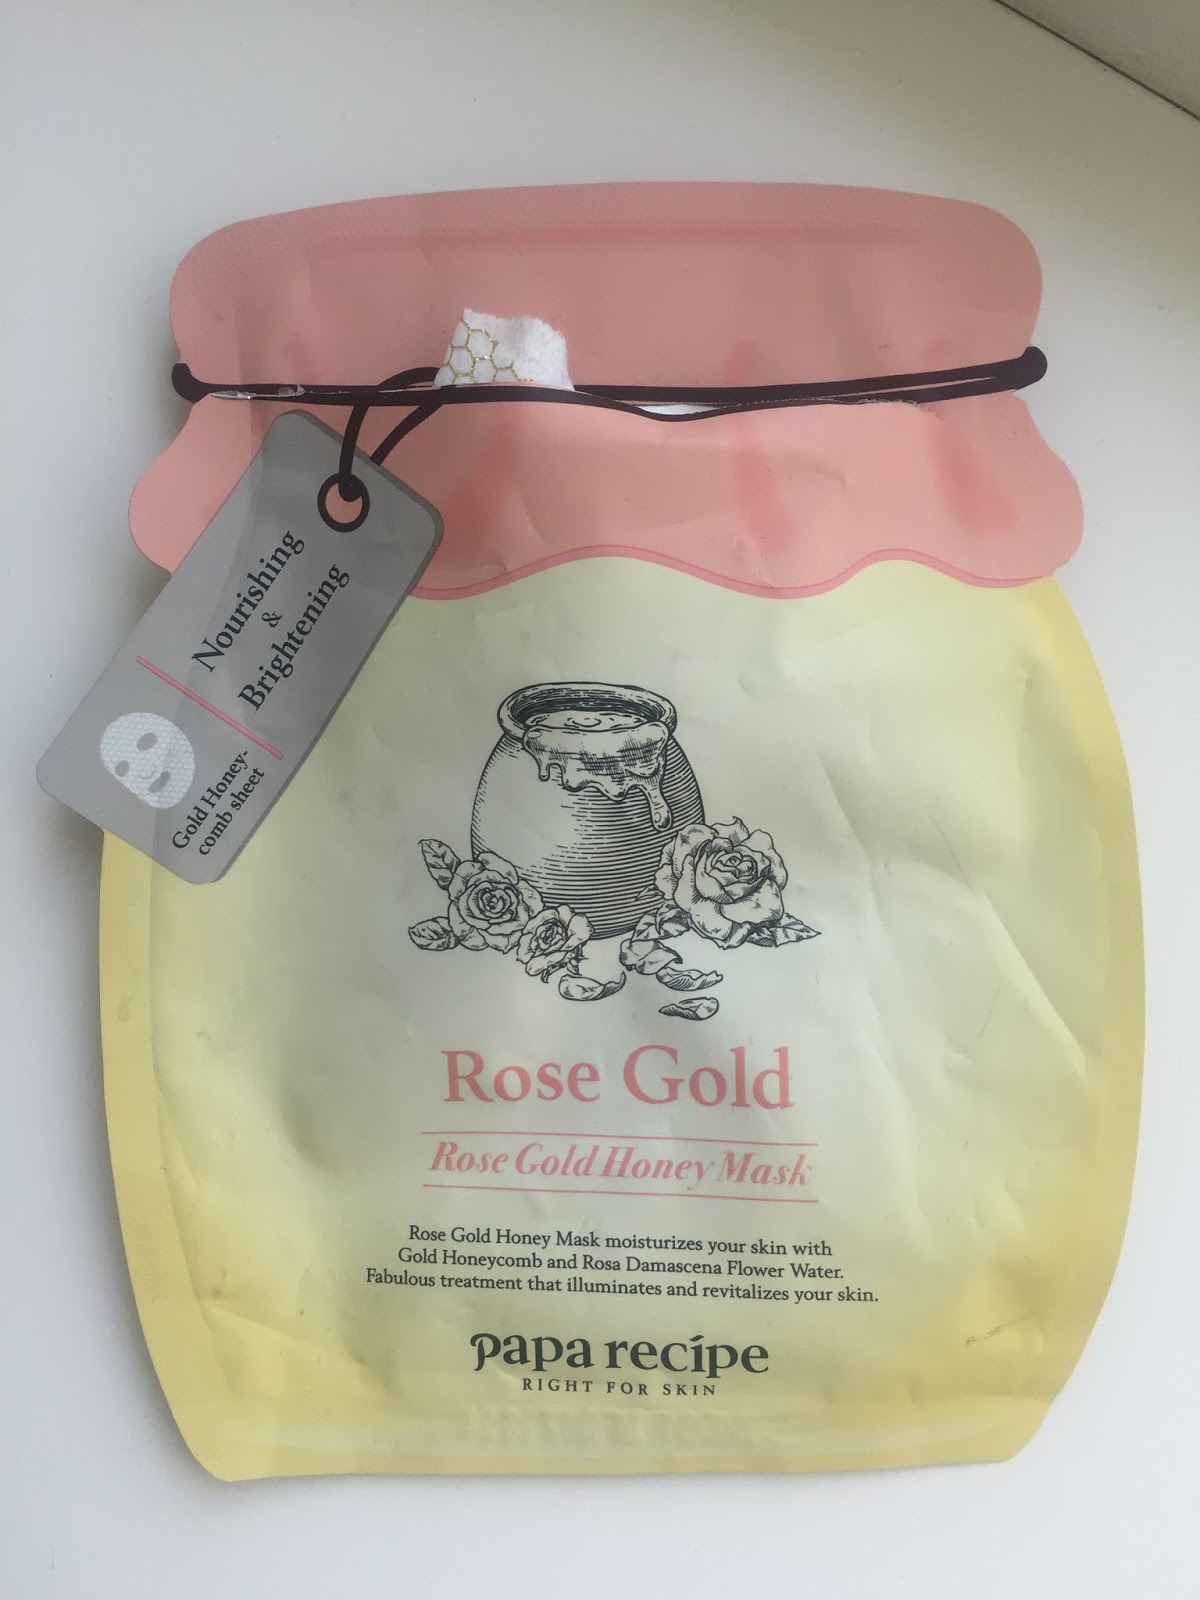 Nourishing
&
Brightening
Gold Honey-
comb sheet
Rose Gold
Rose Gold Honey Mask
Rose Gold Honey Mask moisturizes your skin with
Gold Honeycomb and Rosa Damascena Flower Water.
Fabulous treatment that illuminates and revitalizes your skin.
papa recipe
RIGHT FOR SKIN